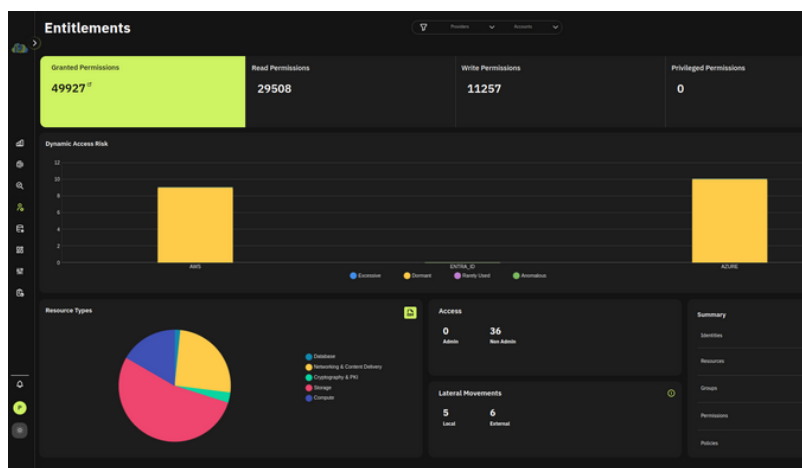 Entitlements
Providers
Accounts
Granted Permissions
49927
Read Permissions
29508
Write Permissions
11257
Privileged Permissions
0
Dynamic Access Risk
12
10
8
6
4
2
0
AWS
ENTRA_ID
AZURE
Excessive
Dormant
Rarely Used
Anomalous
Resource Types
Database
Networking & Content Delivery
Cryptography & PKI
Storage
Compute
Access
0
36
Admin
Non Admin
Lateral Movements
5
6
Local
External
Summary
Identities
Resources
Groups
Permissions
Policies
P